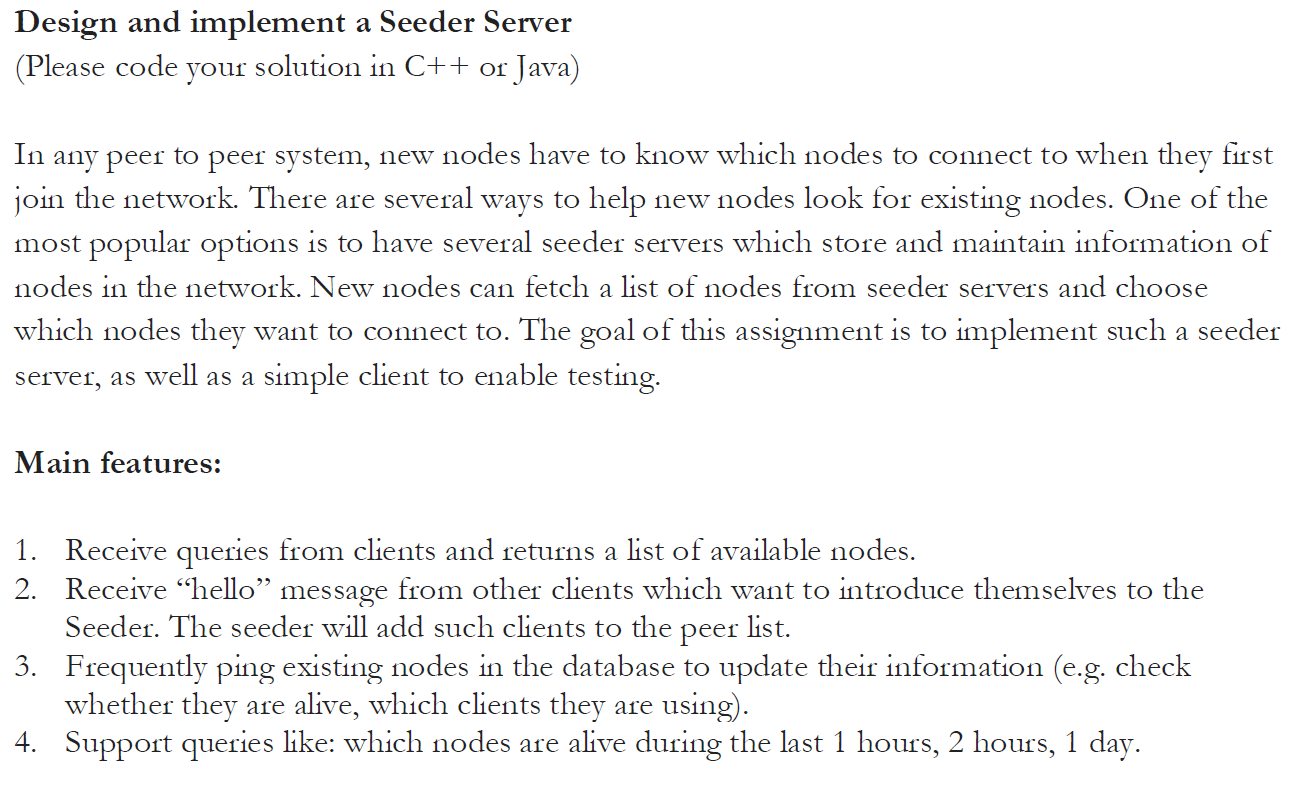 Design and implement a Seeder Server
(Please code your solution in C++ or Java)
In any peer to peer system, new nodes have to know which nodes to connect to when they first
join the network. There are several ways to help new nodes look for existing nodes. One of the
most popular options is to have several seeder servers which store and maintain information of
nodes in the network. New nodes can fetch a list of nodes from seeder servers and choose
which nodes they want to connect to. The goal of this assignment is to implement such a seeder
server, as well as a simple client to enable testing.
Main features:
1. Receive queries from clients and returns a list of available nodes.
2. Receive “hello” message from other clients which want to introduce themselves to the
Seeder. The seeder will add such clients to the peer list.
3. Frequently ping existing nodes in the database to update their information (e.g. check
whether they are alive, which clients they are using).
4. Support queries like: which nodes are alive during the last 1 hours, 2 hours, 1 day.